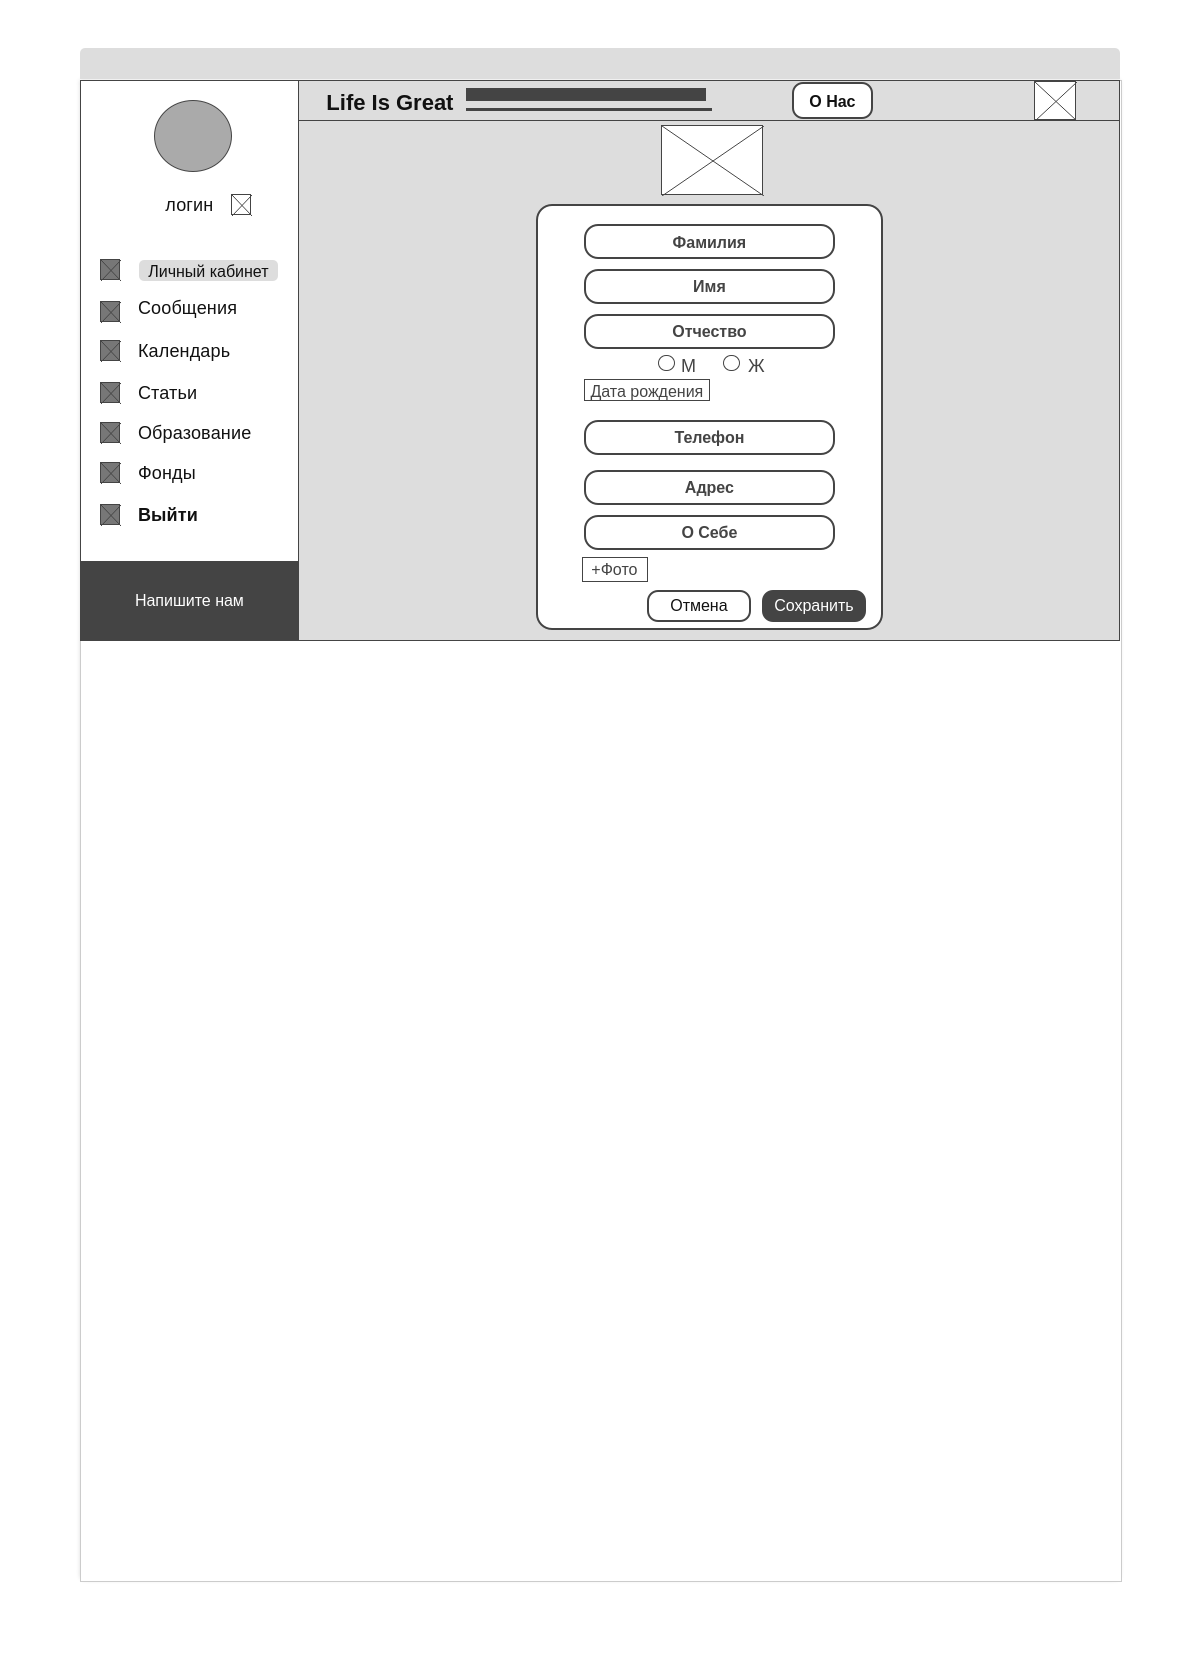 Life Is Great
О Нас
логин
Личный кабинет
Сообщения
Календарь
Статьи
Образование
Фонды
Выйти
Напишите нам
Фамилия
Имя
Отчество
М Ж
Дата рождения
Телефон
Адрес
О Себе
+Фото
Отмена Сохранить